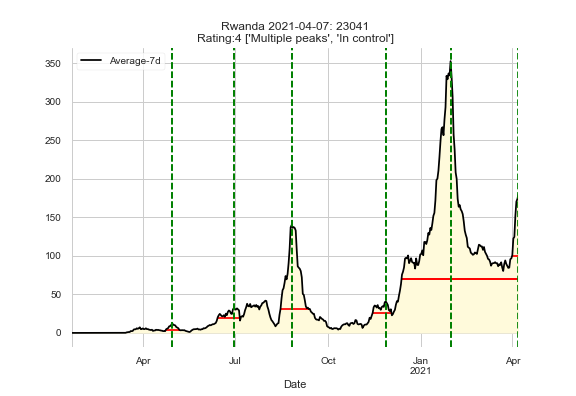 Rwanda 2021-04-07: 23041
Rating:4 ['Multiple peaks', 'In control']
Average-7d
350
300
250
200
150
100
50
0
Apr
Jul
Oct
Jan
2021
Apr
Date